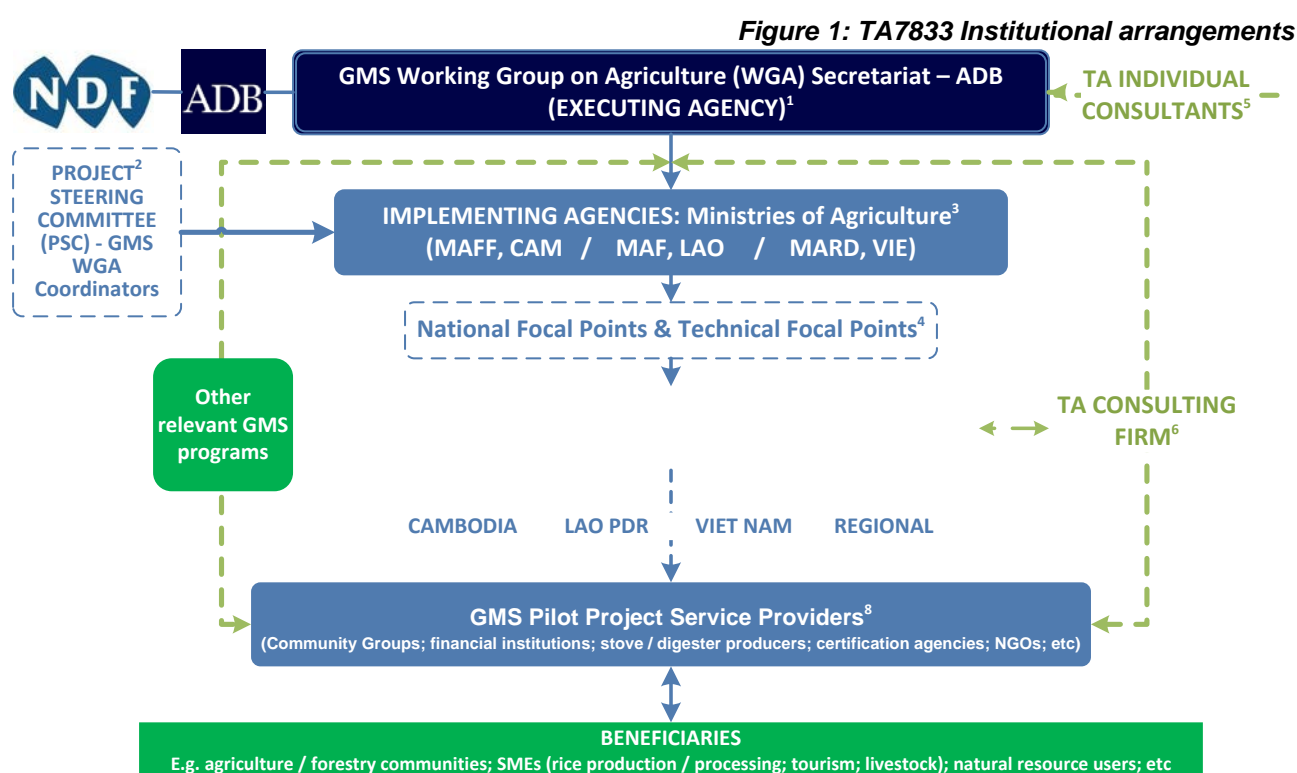 Figure 1: TA7833 Institutional arrangements
NDF
ADB
GMS Working Group on Agriculture (WGA) Secretariat – ADB
(EXECUTING AGENCY)1
TA INDIVIDUAL
CONSULTANTS5
PROJECT2
STEERING
COMMITTEE
(PSC) - GMS
WGA
Coordinators
IMPLEMENTING AGENCIES: Ministries of Agriculture3
(MAFF, CAM / MAF, LAO / MARD, VIE)
National Focal Points & Technical Focal Points4
Other
relevant GMS
programs
TA CONSULTING
FIRM6
CAMBODIA LAO PDR VIET NAM REGIONAL
GMS Pilot Project Service Providers8
(Community Groups; financial institutions; stove / digester producers; certification agencies; NGOs; etc)
BENEFICIARIES
E.g. agriculture / forestry communities; SMEs (rice production / processing; tourism; livestock); natural resource users; etc